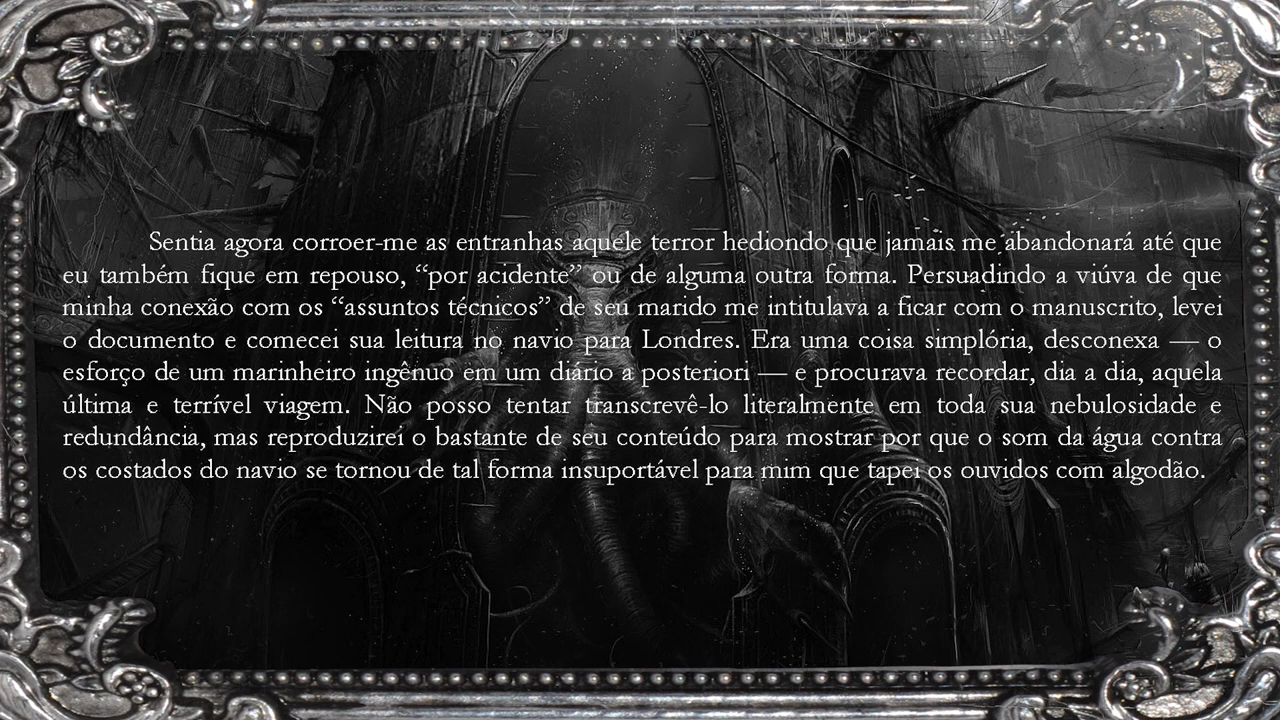 Sentia agora corroer-me as entranhas aquele terror hediondo que jamais me abandonará até que
eu também fique em repouso, “por acidente” ou de alguma outra forma. Persuadindo a viúva de que
minha conexão com os “assuntos técnicos” de seu marido me intitulava a ficar com o manuscrito, levei
o documento e comecei sua leitura no navio para Londres. Era uma coisa simplória, desconexa — o
esforço de um marinheiro ingênuo em um diário a posteriori — e procurava recordar, dia a dia, aquela
última e terrível viagem. Não posso tentar transcrevê-lo literalmente em toda sua nebulosidade e
redundância, mas reproduzirei o bastante de seu conteúdo para mostrar por que o som da água contra
os costados do navio se tornou de tal forma insuportável para mim que tapei os ouvidos com algodão.